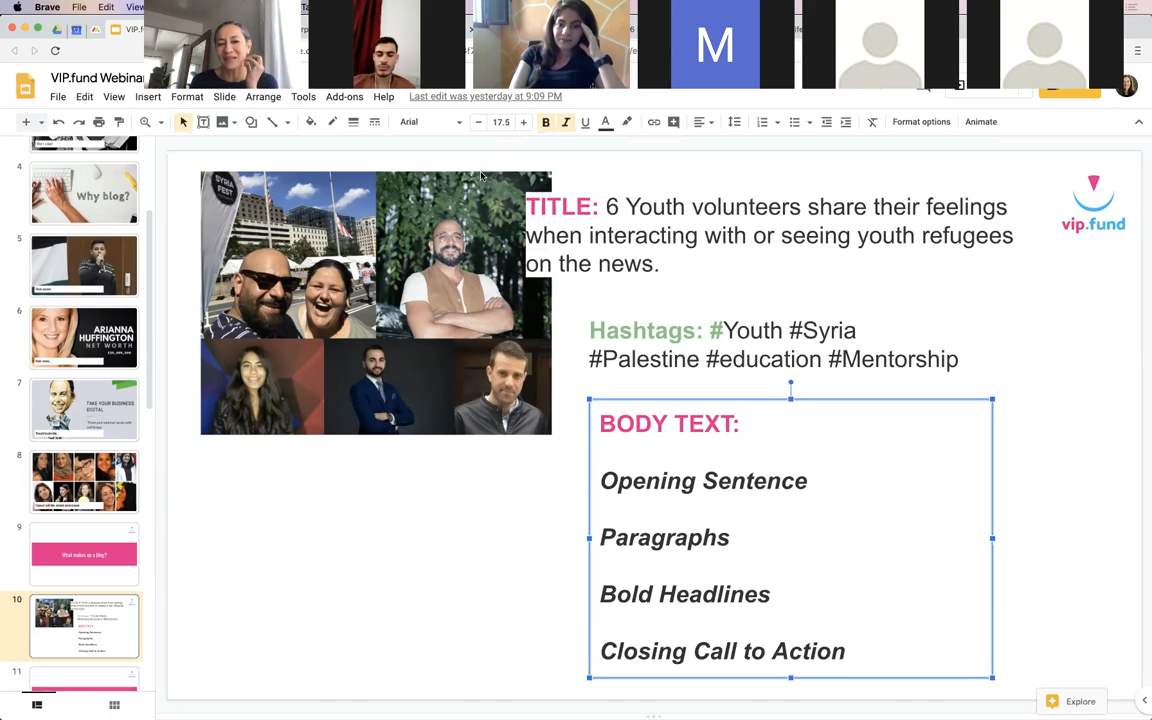 Brave File Edit View
VIP.fund Webinar
File Edit View Insert Format Slide Arrange Tools Add-ons Help Last edit was yesterday at 9:09 PM
Arial 17.5 B I U A Format options Animate
4
Why blog?
5
6
ARIANNA
HUFFINGTON
NET WORTH
7
TAKE YOUR BUSINESS
DIGITAL
8
9
What makes up a blog?
10
11
M
SYRIA
FEST
TITLE: 6 Youth volunteers share their feelings
when interacting with or seeing youth refugees
on the news.
vip.fund
Hashtags: #Youth #Syria
#Palestine #education #Mentorship
BODY TEXT:
Opening Sentence
Paragraphs
Bold Headlines
Closing Call to Action
Explore